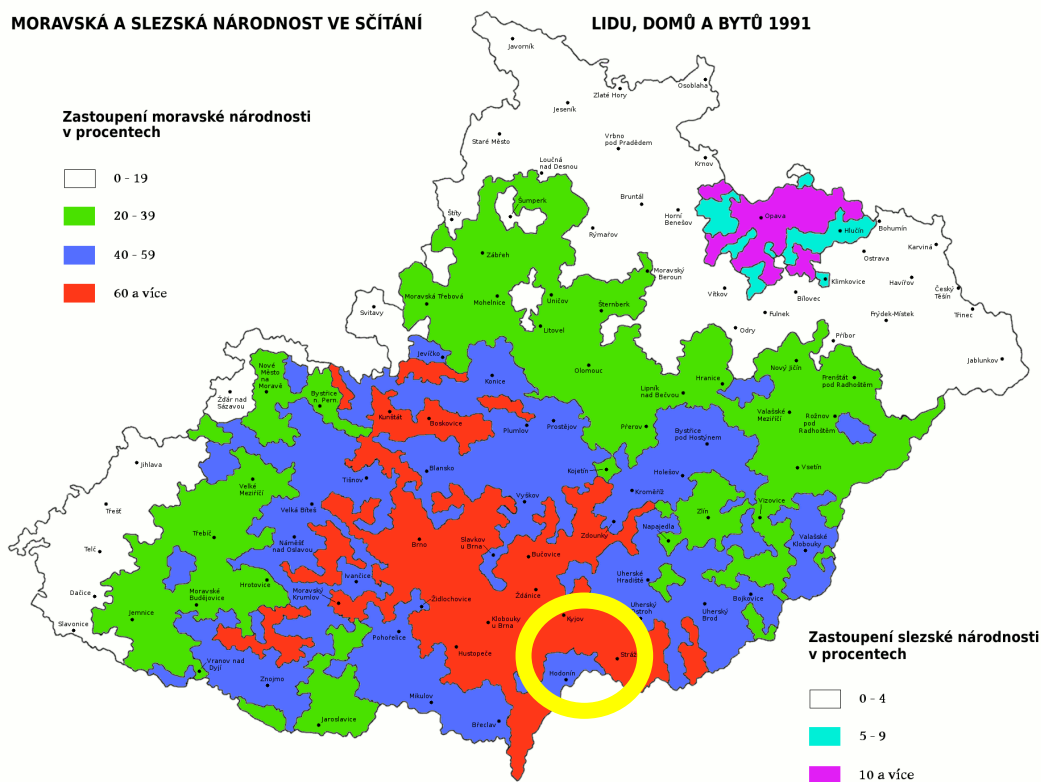 MORAVSKÁ A SLEZSKÁ NÁRODNOST VE SČÍTÁNÍ LIDU, DOMŮ A BYTŮ 1991
Zastoupení moravské národnosti
v procentech
0 - 19
20 - 39
40 - 59
60 a více
Javorník
Zlaté Hory
Osoblaha
Jeseník
Staré Město
Vrbno
pod Pradědem
Krnov
Loučná
nad Desnou
Šumperk
Bruntál
Horní
Benešov
Opava
Hlučín
Bohumín
Štíty
Rýmařov
Karviná
Ostrava
Zábřeh
Moravský
Beroun
Vítkov
Klimkovice
Havířov
Český
Těšín
Bílovec
Moravská Třebová
Mohelnice
Uničov
Šternberk
Svitavy
Fulnek
Frýdek-Místek
Třinec
Litovel
Odry
Příbor
Jevíčko
Jablunkov
Nové
Město
na
Moravě
Konice
Olomouc
Hranice
Nový Jičín
Frenštát
pod Radhoštěm
Žďár nad
Sázavou
Bystřice
n. Pern.
Lipník
nad Bečvou
Kunštát
Boskovice
Plumlov
Prostějov
Přerov
Bystřice
pod Hostýnem
Valašské
Meziříčí
Rožnov
pod
Radhoštěm
Jihlava
Tišnov
Blansko
Kojetín
Holešov
Vsetín
Velké
Meziříčí
Kroměříž
Třešť
Velká Bíteš
Vyškov
Zlín
Vizovice
Třebíč
Náměšť
nad Oslavou
Brno
Slavkov
u Brna
Bučovice
Zdounky
Napajedla
Valašské
Klobouky
Telč
Dačice
Moravské
Budějovice
Hrotovice
Ivančice
Moravský
Krumlov
Židlochovice
Ždánice
Uherské
Hradiště
Bojkovice
Jemnice
Slavonice
Pohořelice
Klobouky
u Brna
Kyjov
Uherský
Ostroh
Uherský
Brod
Vranov nad
Dyjí
Znojmo
Hustopeče
Hodonín
Stráž
Mikulov
Břeclav
Jaroslavice
Zastoupení slezské národnosti
v procentech
0 - 4
5 - 9
10 a více